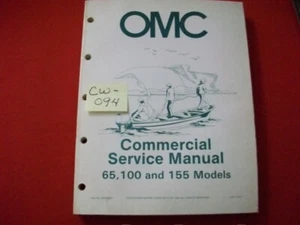 OMC
CW-
094
Commercial
Service Manual
65,100 and 155 Models